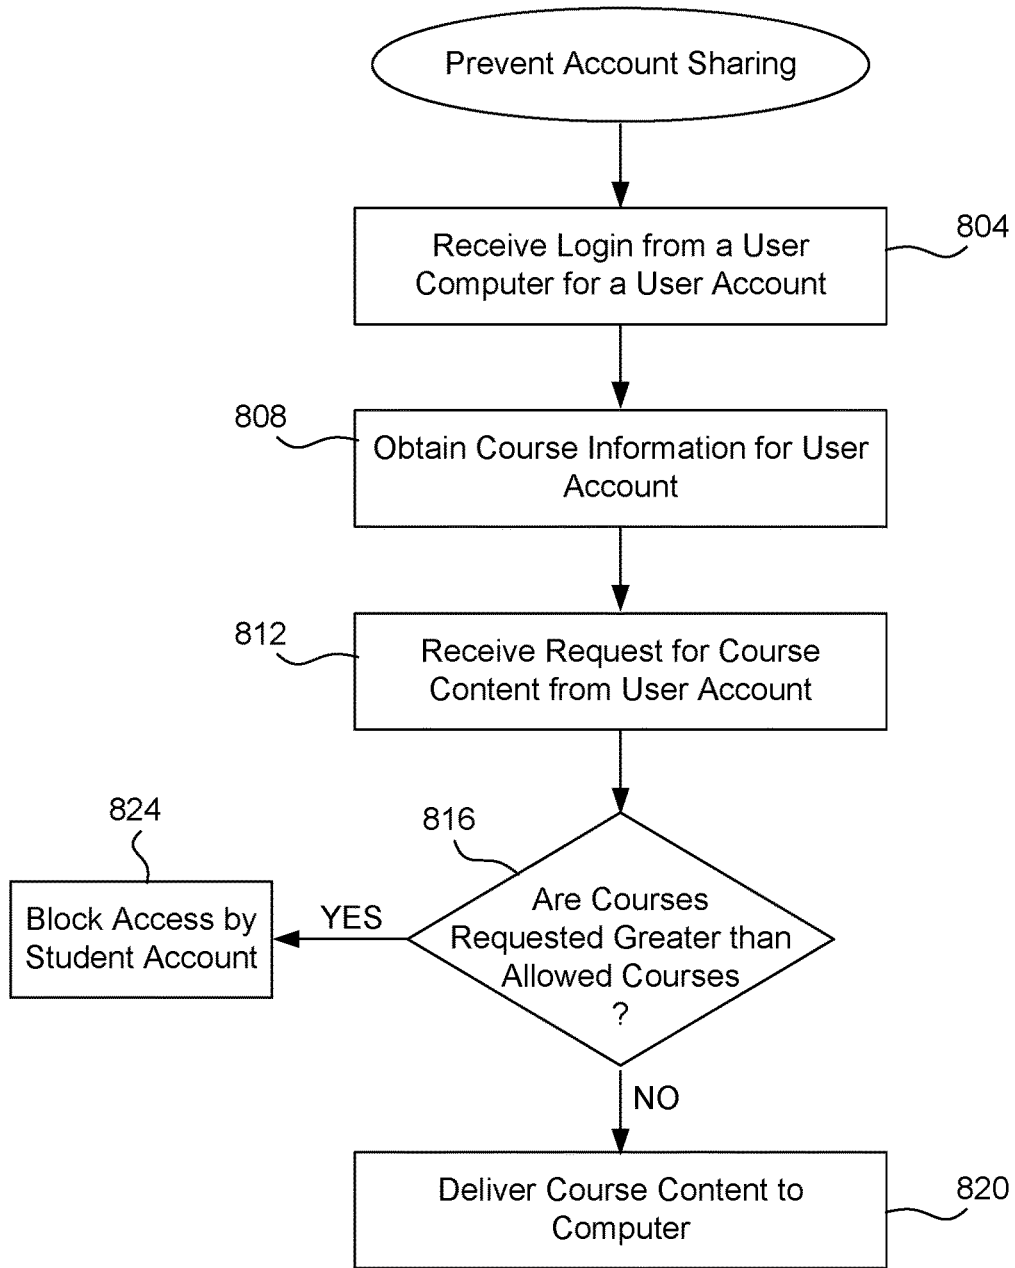 Prevent Account Sharing
804
Receive Login from a User
Computer for a User Account
808
Obtain Course Information for User
Account
812
Receive Request for Course
Content from User Account
824
816
Block Access by
Student Account
YES
Are Courses
Requested Greater than
Allowed Courses
?
NO
Deliver Course Content to
Computer
820